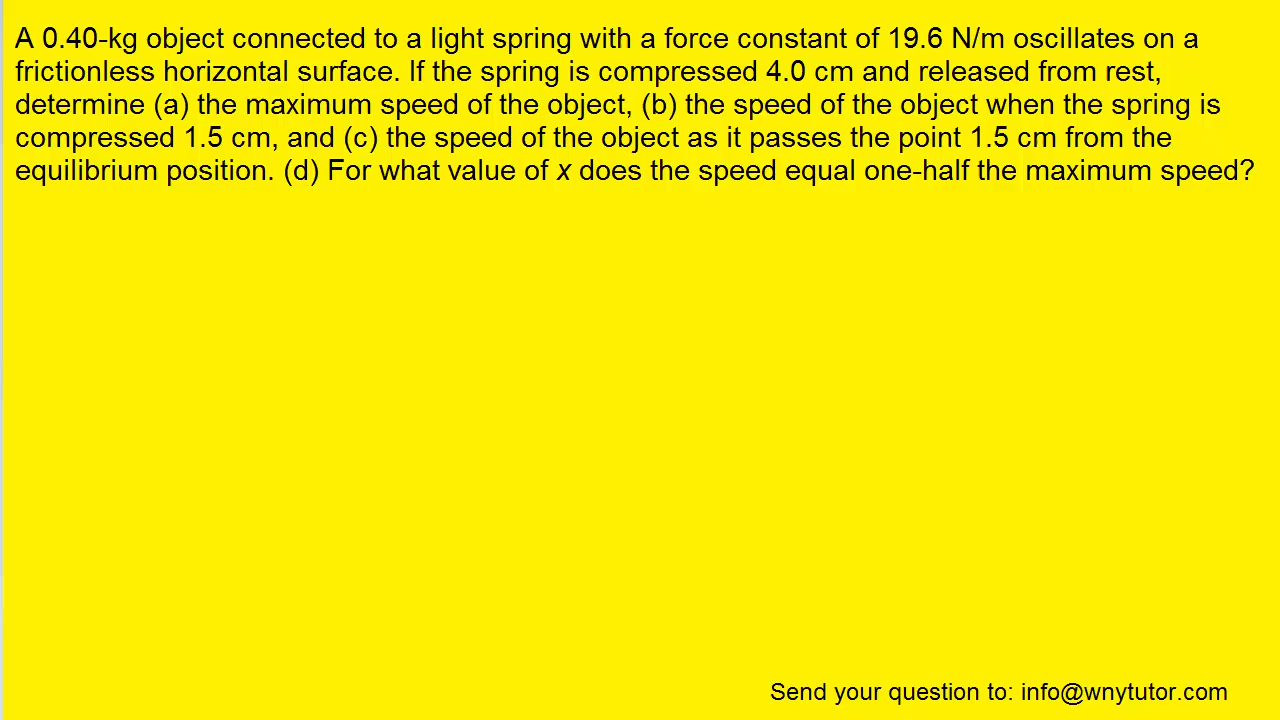 A 0.40-kg object connected to a light spring with a force constant of 19.6 N/m oscillates on a
frictionless horizontal surface. If the spring is compressed 4.0 cm and released from rest,
determine (a) the maximum speed of the object, (b) the speed of the object when the spring is
compressed 1.5 cm, and (c) the speed of the object as it passes the point 1.5 cm from the
equilibrium position. (d) For what value of x does the speed equal one-half the maximum speed?
Send your question to: info@wnytutor.com